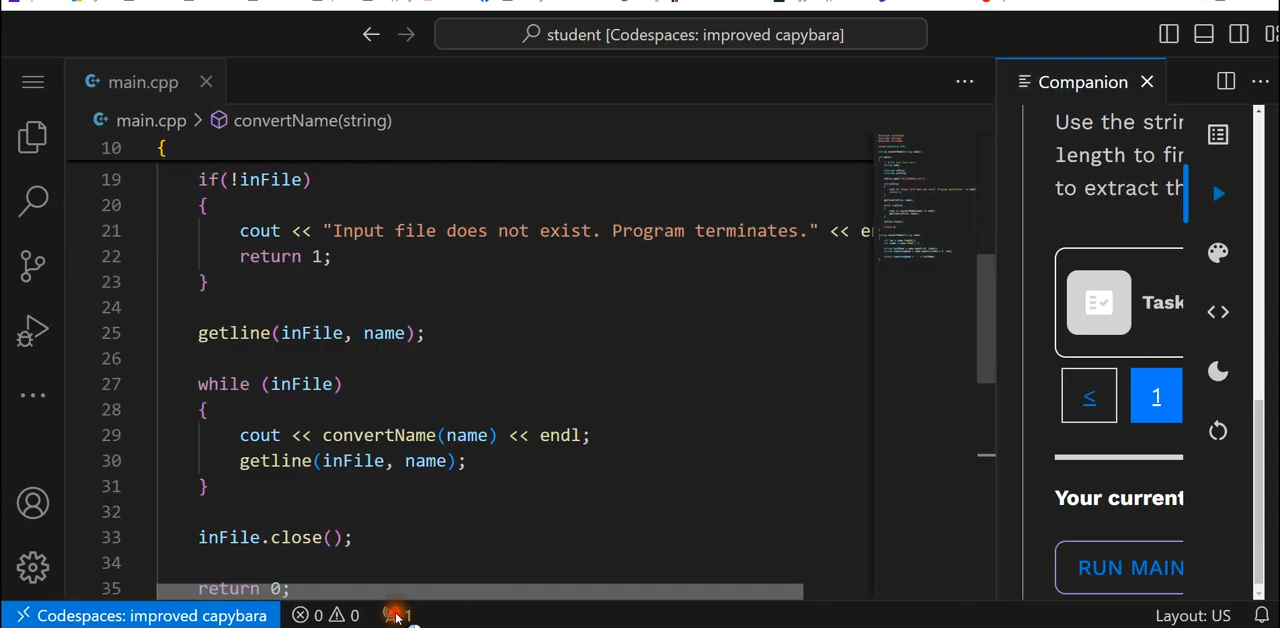 student [Codespaces: improved capybara]
main.cpp
Companion
main.cpp > convertName(string)
10 {
19 if(!inFile)
20 {
21 cout << "Input file does not exist. Program terminates." << en
22 return 1;
23 }
24
25 getline(inFile, name);
26
27 while (inFile)
28 {
29 cout << convertName(name) << endl;
30 getline(inFile, name);
31 }
32
33 inFile.close();
34
35 return 0;
Use the strin
length to fin
to extract th
Task
< 1
Your current
RUN MAIN
Codespaces: improved capybara 0 0 1 Layout: US